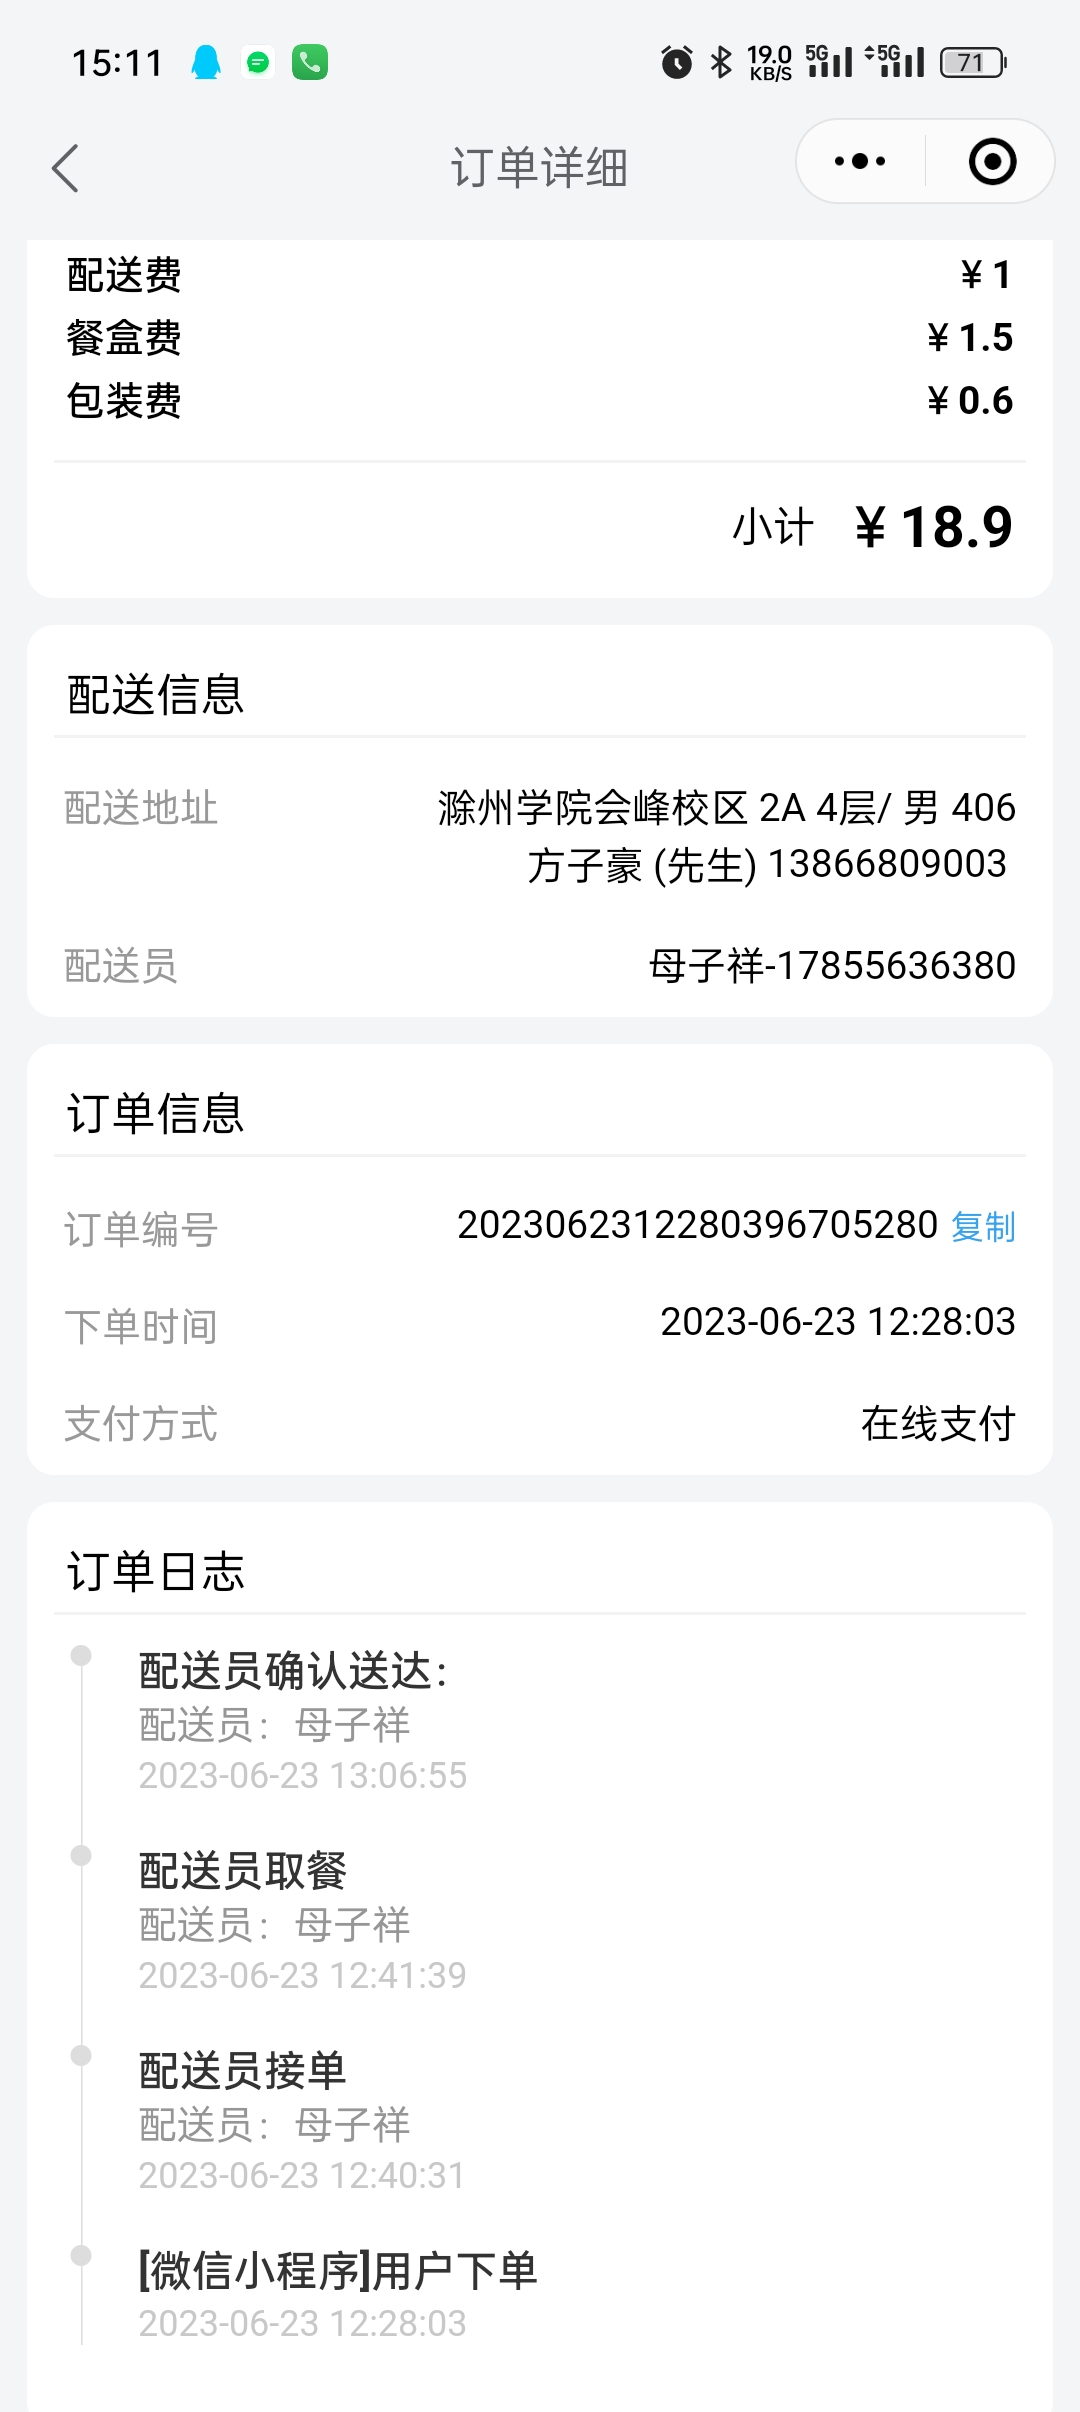 15:11
19.0 KB/S 5G 5G 71
订单详细
配送费 ¥ 1
餐盒费 ¥ 1.5
包装费 ¥ 0.6
小计 ¥ 18.9
配送信息
配送地址 滁州学院会峰校区 2A 4层/ 男 406
方子豪 (先生) 13866809003
配送员 母子祥-17855636380
订单信息
订单编号 2023062312280396705280 复制
下单时间 2023-06-23 12:28:03
支付方式 在线支付
订单日志
配送员确认送达：
配送员：母子祥
2023-06-23 13:06:55
配送员取餐
配送员：母子祥
2023-06-23 12:41:39
配送员接单
配送员：母子祥
2023-06-23 12:40:31
[微信小程序]用户下单
2023-06-23 12:28:03